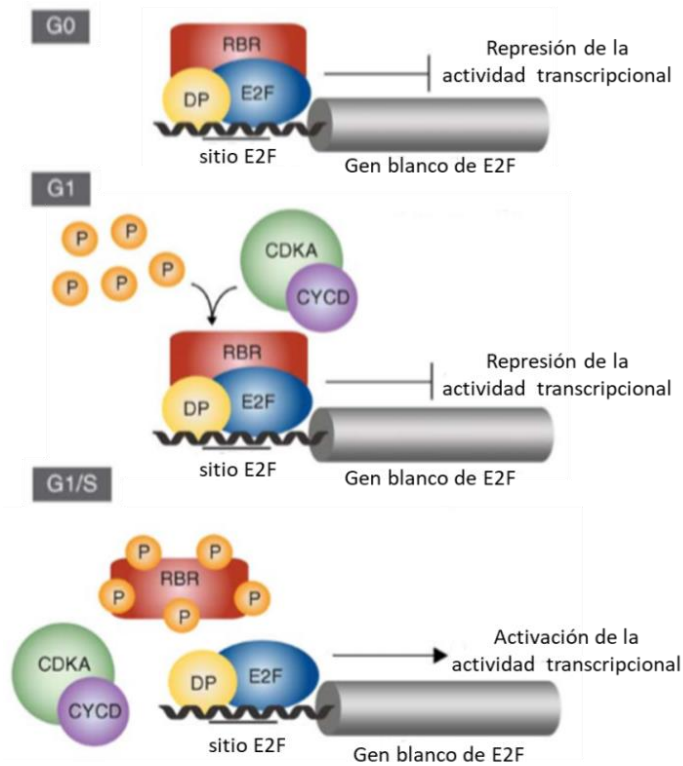 G0
RBR
DP
E2F
Represión de la
actividad transcripcional
sitio E2F
Gen blanco de E2F
G1
P
P
P
P
P
CDKA
CYCD
RBR
DP
E2F
Represión de la
actividad transcripcional
sitio E2F
Gen blanco de E2F
G1/S
P
P
RBR
P
P
P
CDKA
CYCD
DP
E2F
Activación de la
actividad transcripcional
sitio E2F
Gen blanco de E2F